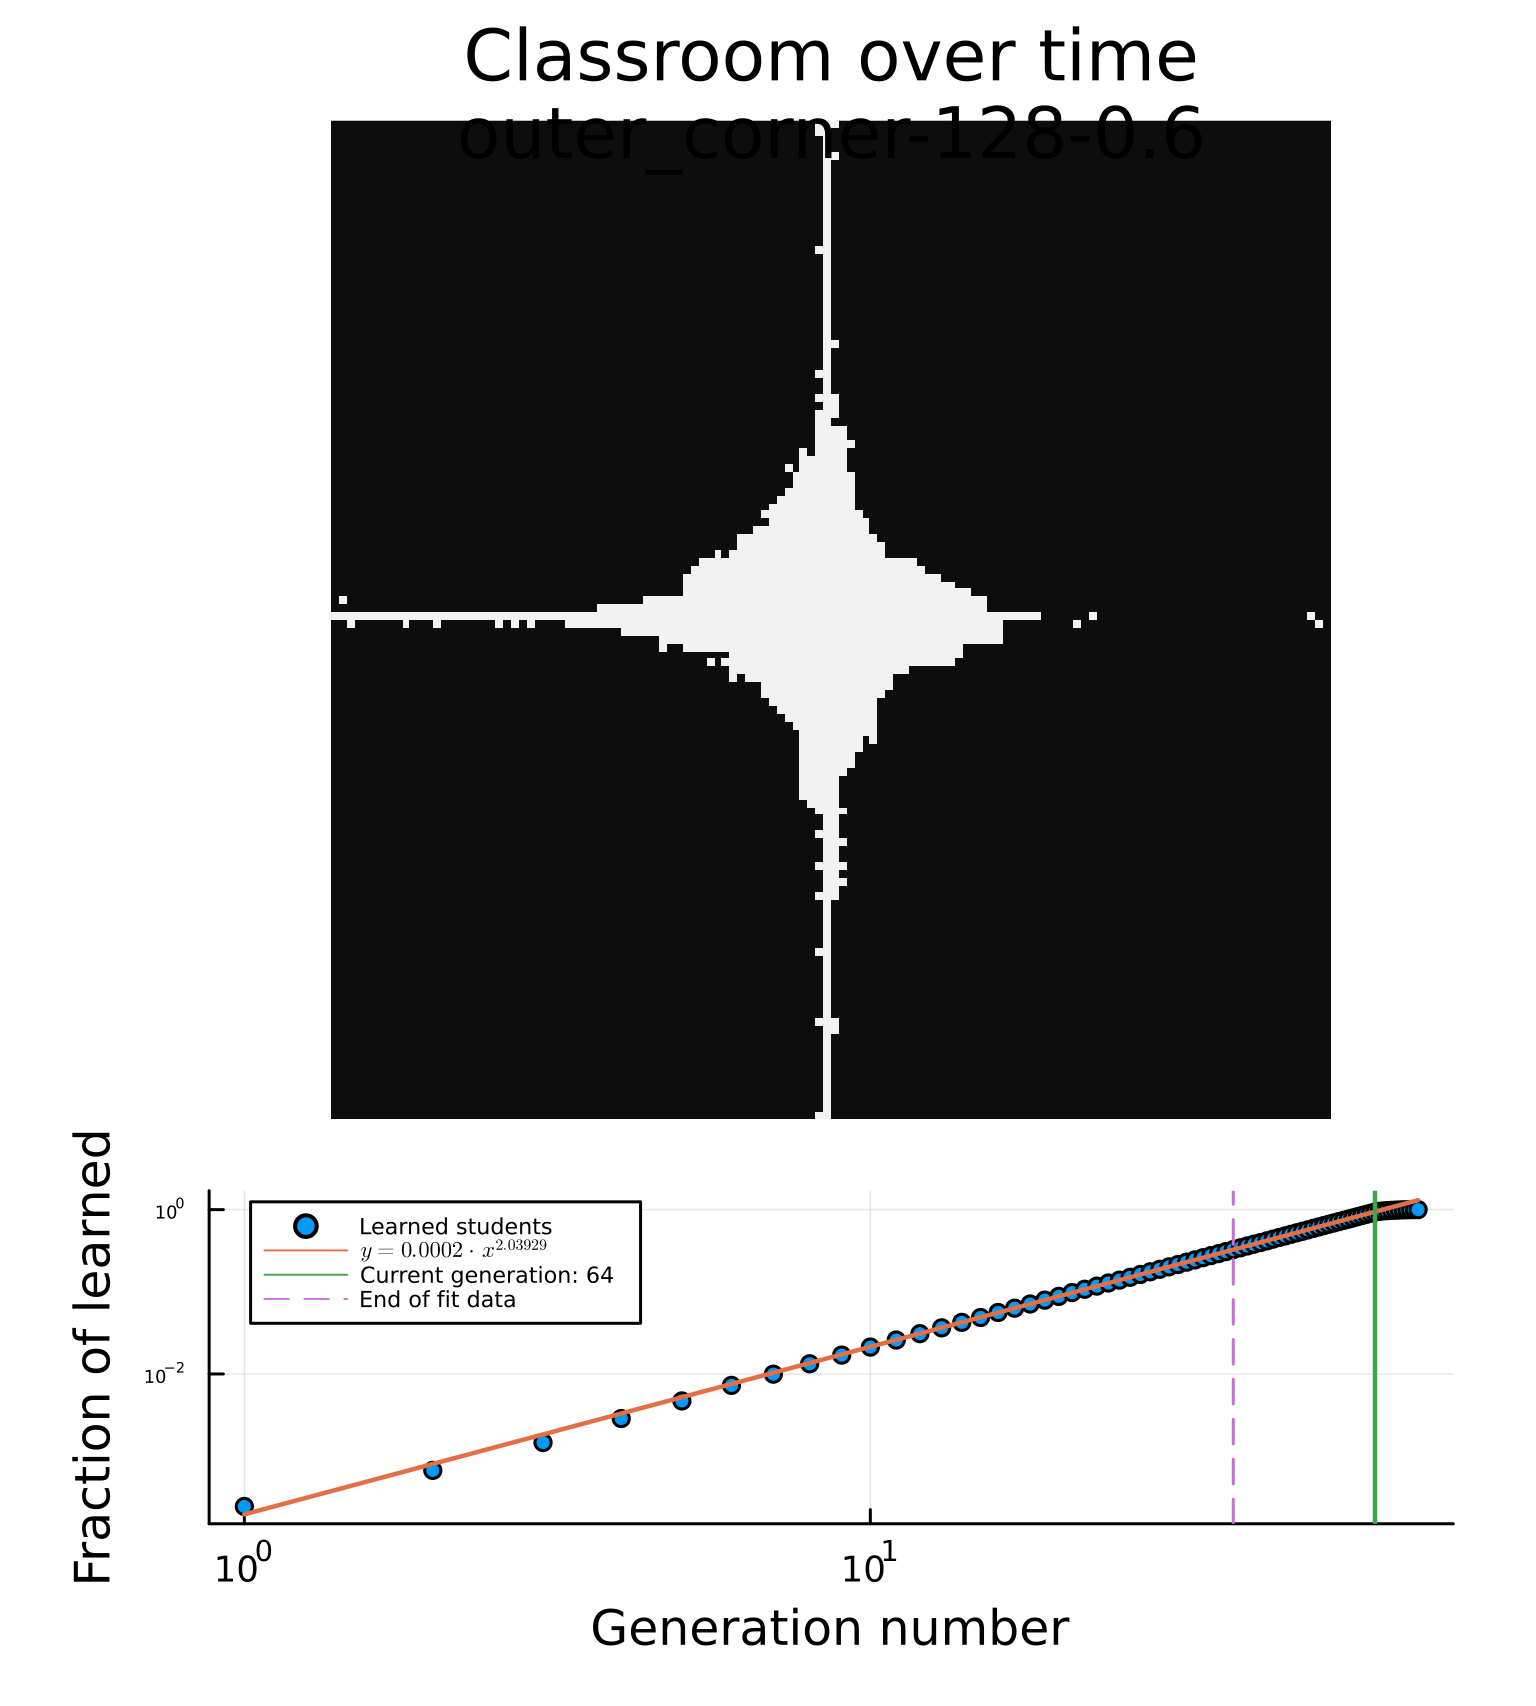 Classroom over time
outer_corner-128-0.6
Fraction of learned
10⁰
10⁻²
Learned students
y = 0.0002 · x^2.03929
Current generation: 64
End of fit data
10⁰ 10¹
Generation number